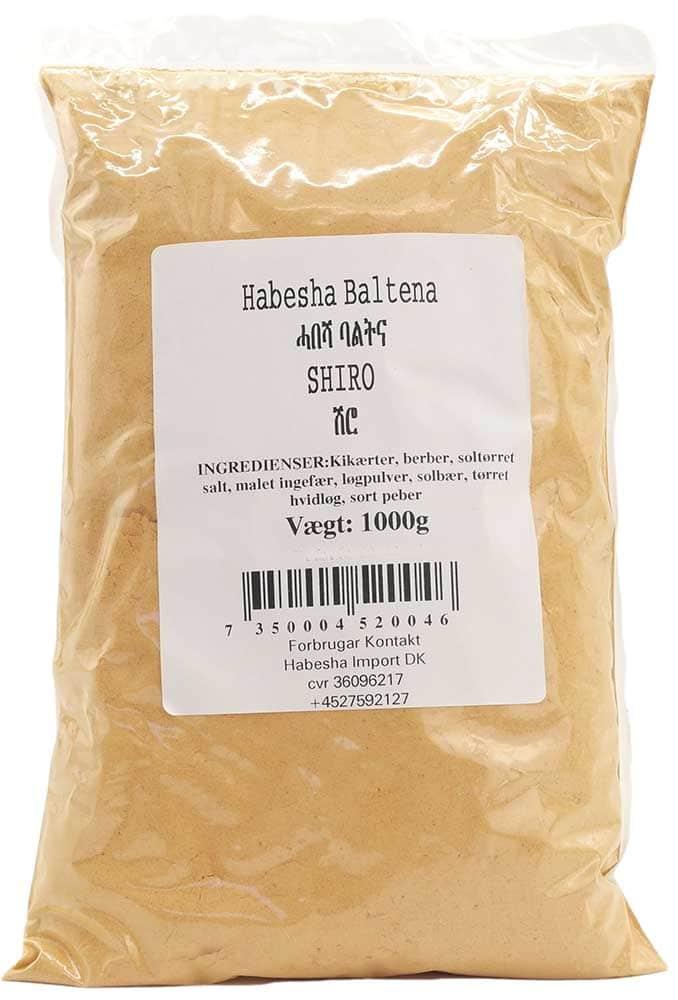 Habesha Baltena
ሓበሻ ባልትና
SHIRO
ሽሮ
INGREDIENSER:Kikærter, berber, soltørret
salt, malet ingefær, løgpulver, solbær, tørret
hvidløg, sort peber
Vægt: 1000g
7 350004 520046
Forbrugar Kontakt
Habesha Import DK
cvr 36096217
+4527592127